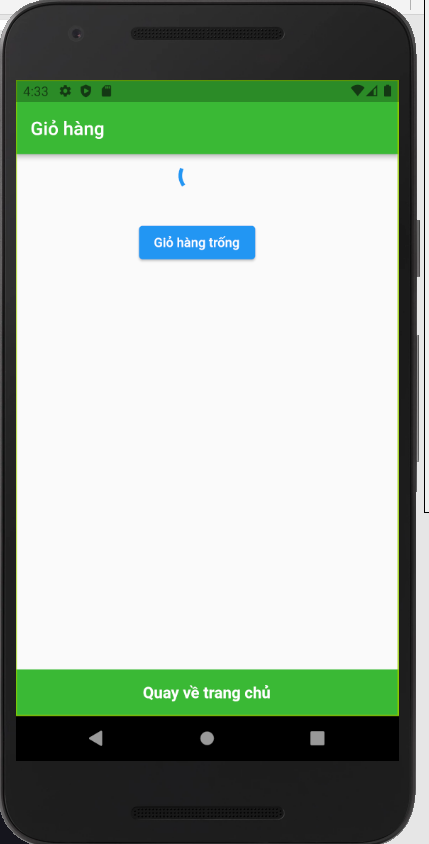 4:33
Giỏ hàng
Giỏ hàng trống
Quay về trang chủ